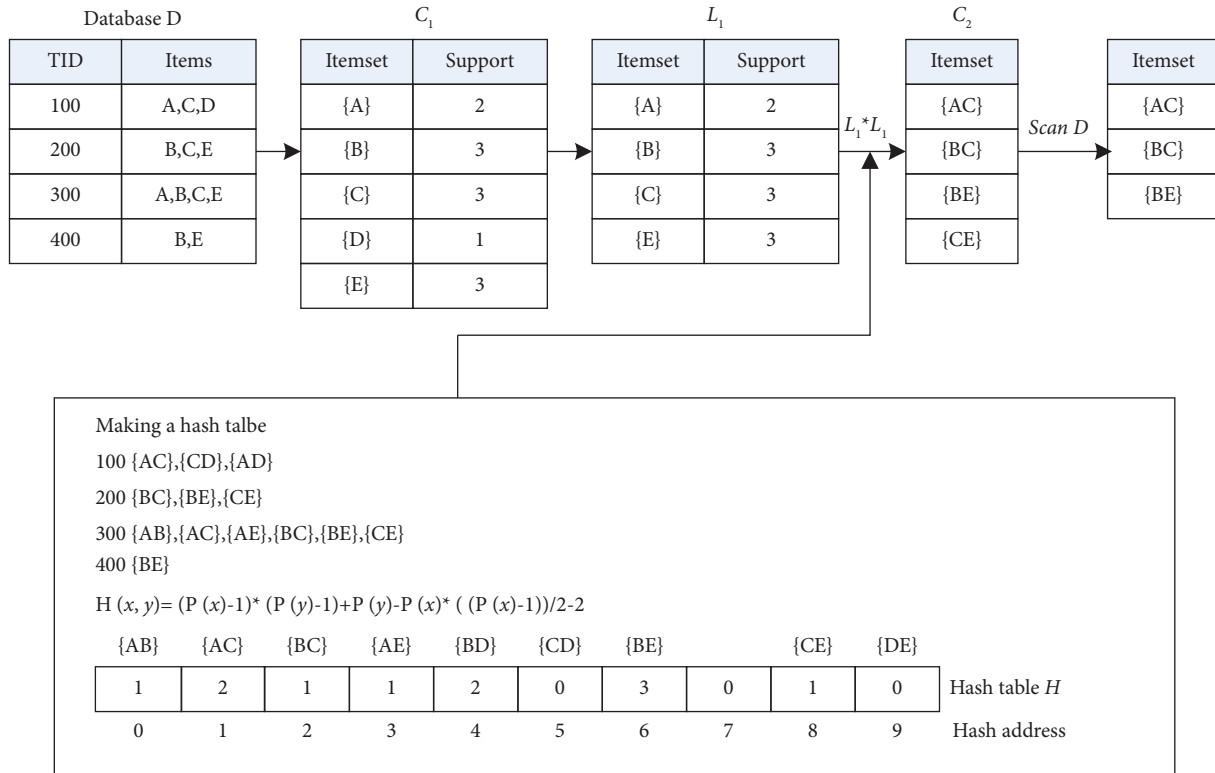 Database D
C1
L1
C2
TID Items
100 A,C,D
200 B,C,E
300 A,B,C,E
400 B,E
Itemset Support
{A} 2
{B} 3
{C} 3
{D} 1
{E} 3
Itemset Support
{A} 2
{B} 3
{C} 3
{E} 3
L1*L1
Itemset
{AC}
{BC}
{BE}
{CE}
Scan D
Itemset
{AC}
{BC}
{BE}
Making a hash talbe
100 {AC},{CD},{AD}
200 {BC},{BE},{CE}
300 {AB},{AC},{AE},{BC},{BE},{CE}
400 {BE}
H (x, y)= (P (x)-1)* (P (y)-1)+P (y)-P (x)* ( (P (x)-1))/2-2
{AB} {AC} {BC} {AE} {BD} {CD} {BE} {CE} {DE}
1 2 1 1 2 0 3 0 1 0 Hash table H
0 1 2 3 4 5 6 7 8 9 Hash address